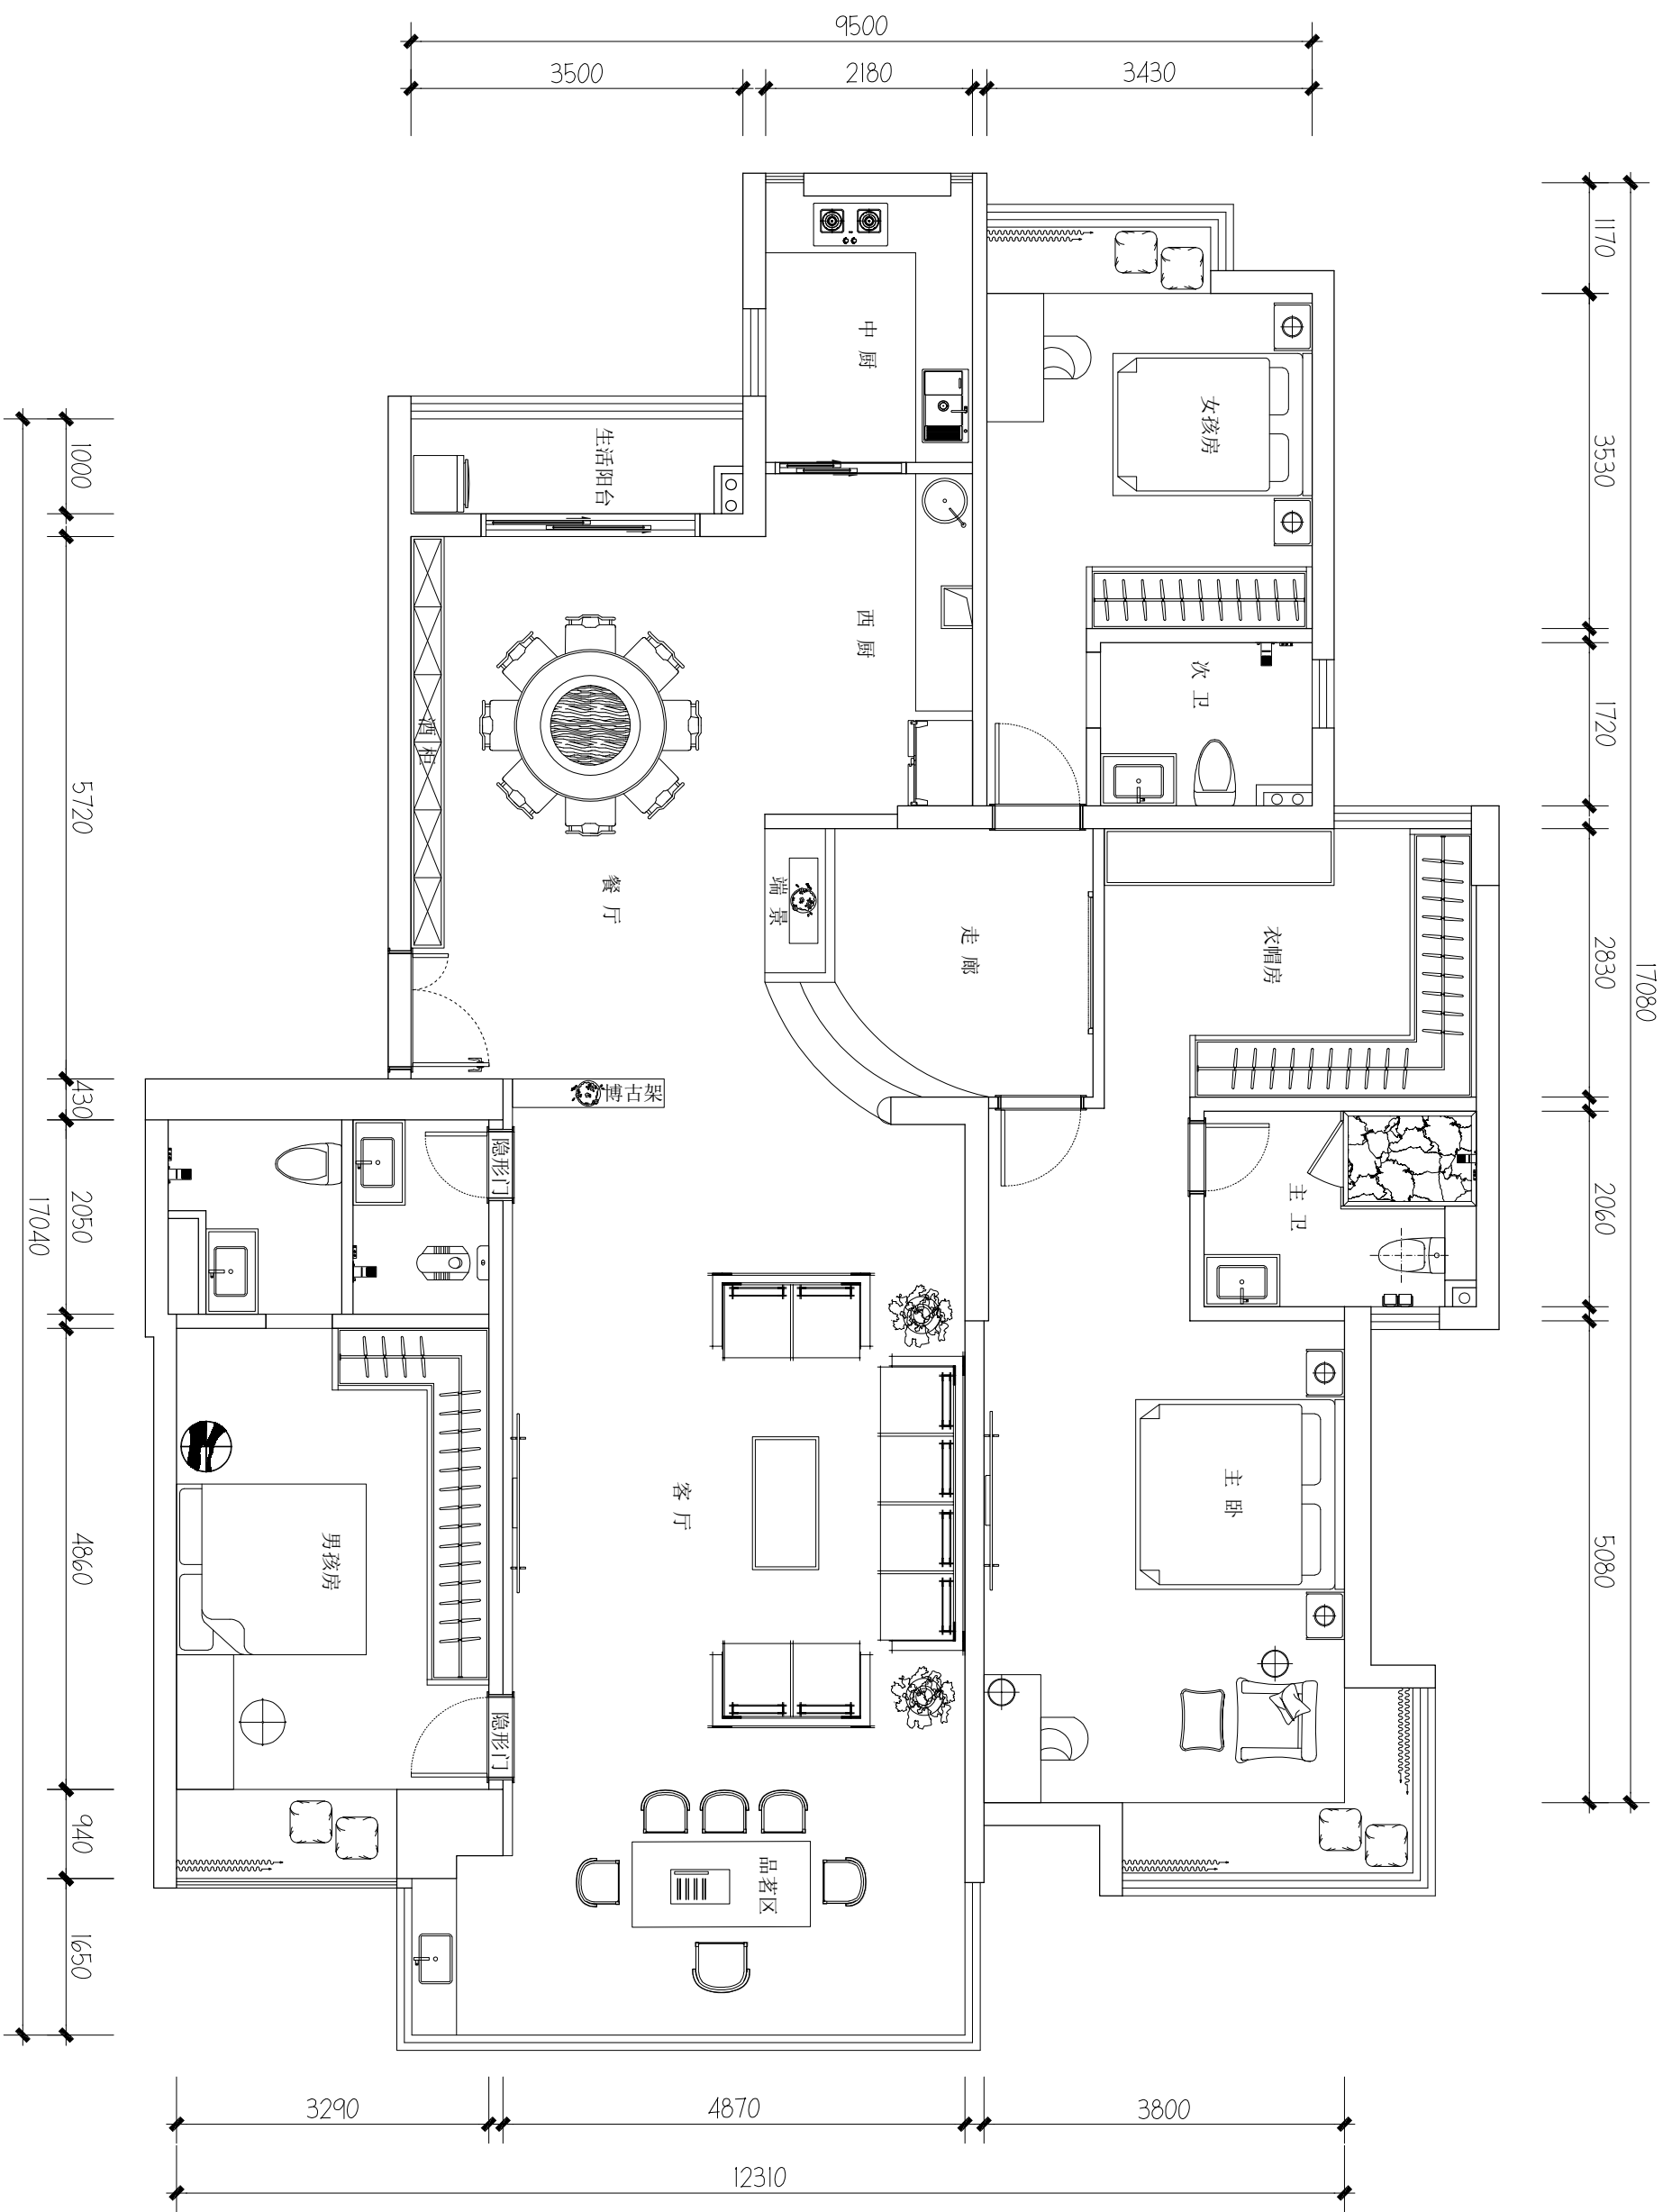 9500
3500
2180
3430
17080
1170
3530
1720
2830
2060
5080
中厨
女孩房
生活阳台
西厨
次卫
酒柜
餐厅
端景
走廊
衣帽房
博古架
隐形门
主卫
客厅
主卧
男孩房
隐形门
品茗区
1000
5720
430
2050
4860
940
1650
17040
3290
4870
3800
12310